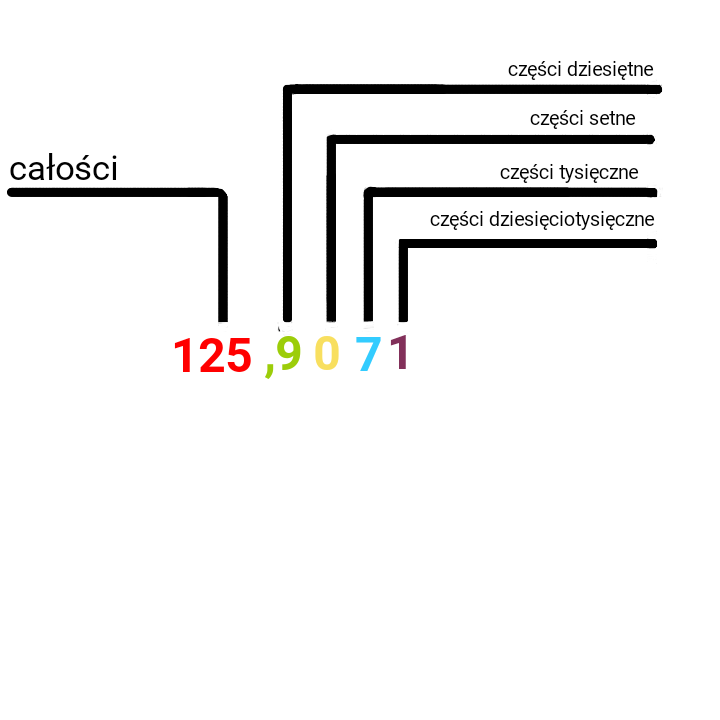 części dziesiętne
części setne
całości
części tysięczne
części dziesięciotysięczne
125,9071